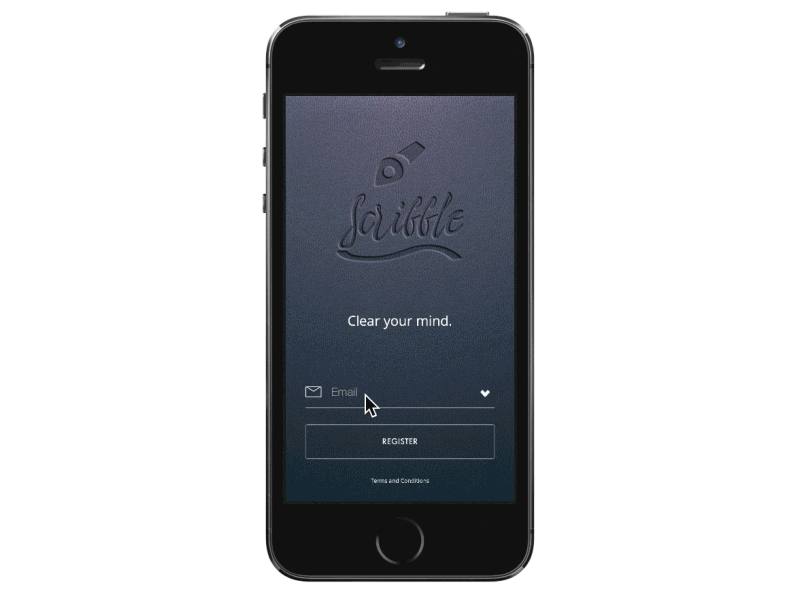 Scribble
Clear your mind.
Email
REGISTER
Terms and Conditions